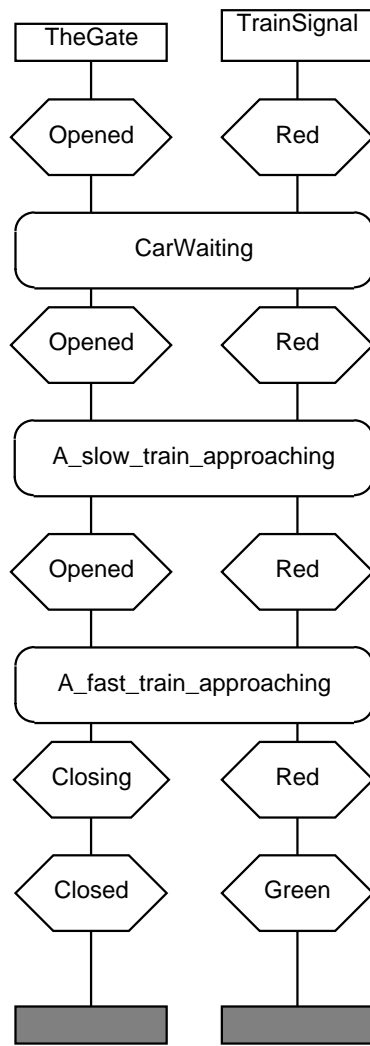 TheGate
TrainSignal
Opened
Red
CarWaiting
Opened
Red
A_slow_train_approaching
Opened
Red
A_fast_train_approaching
Closing
Red
Closed
Green